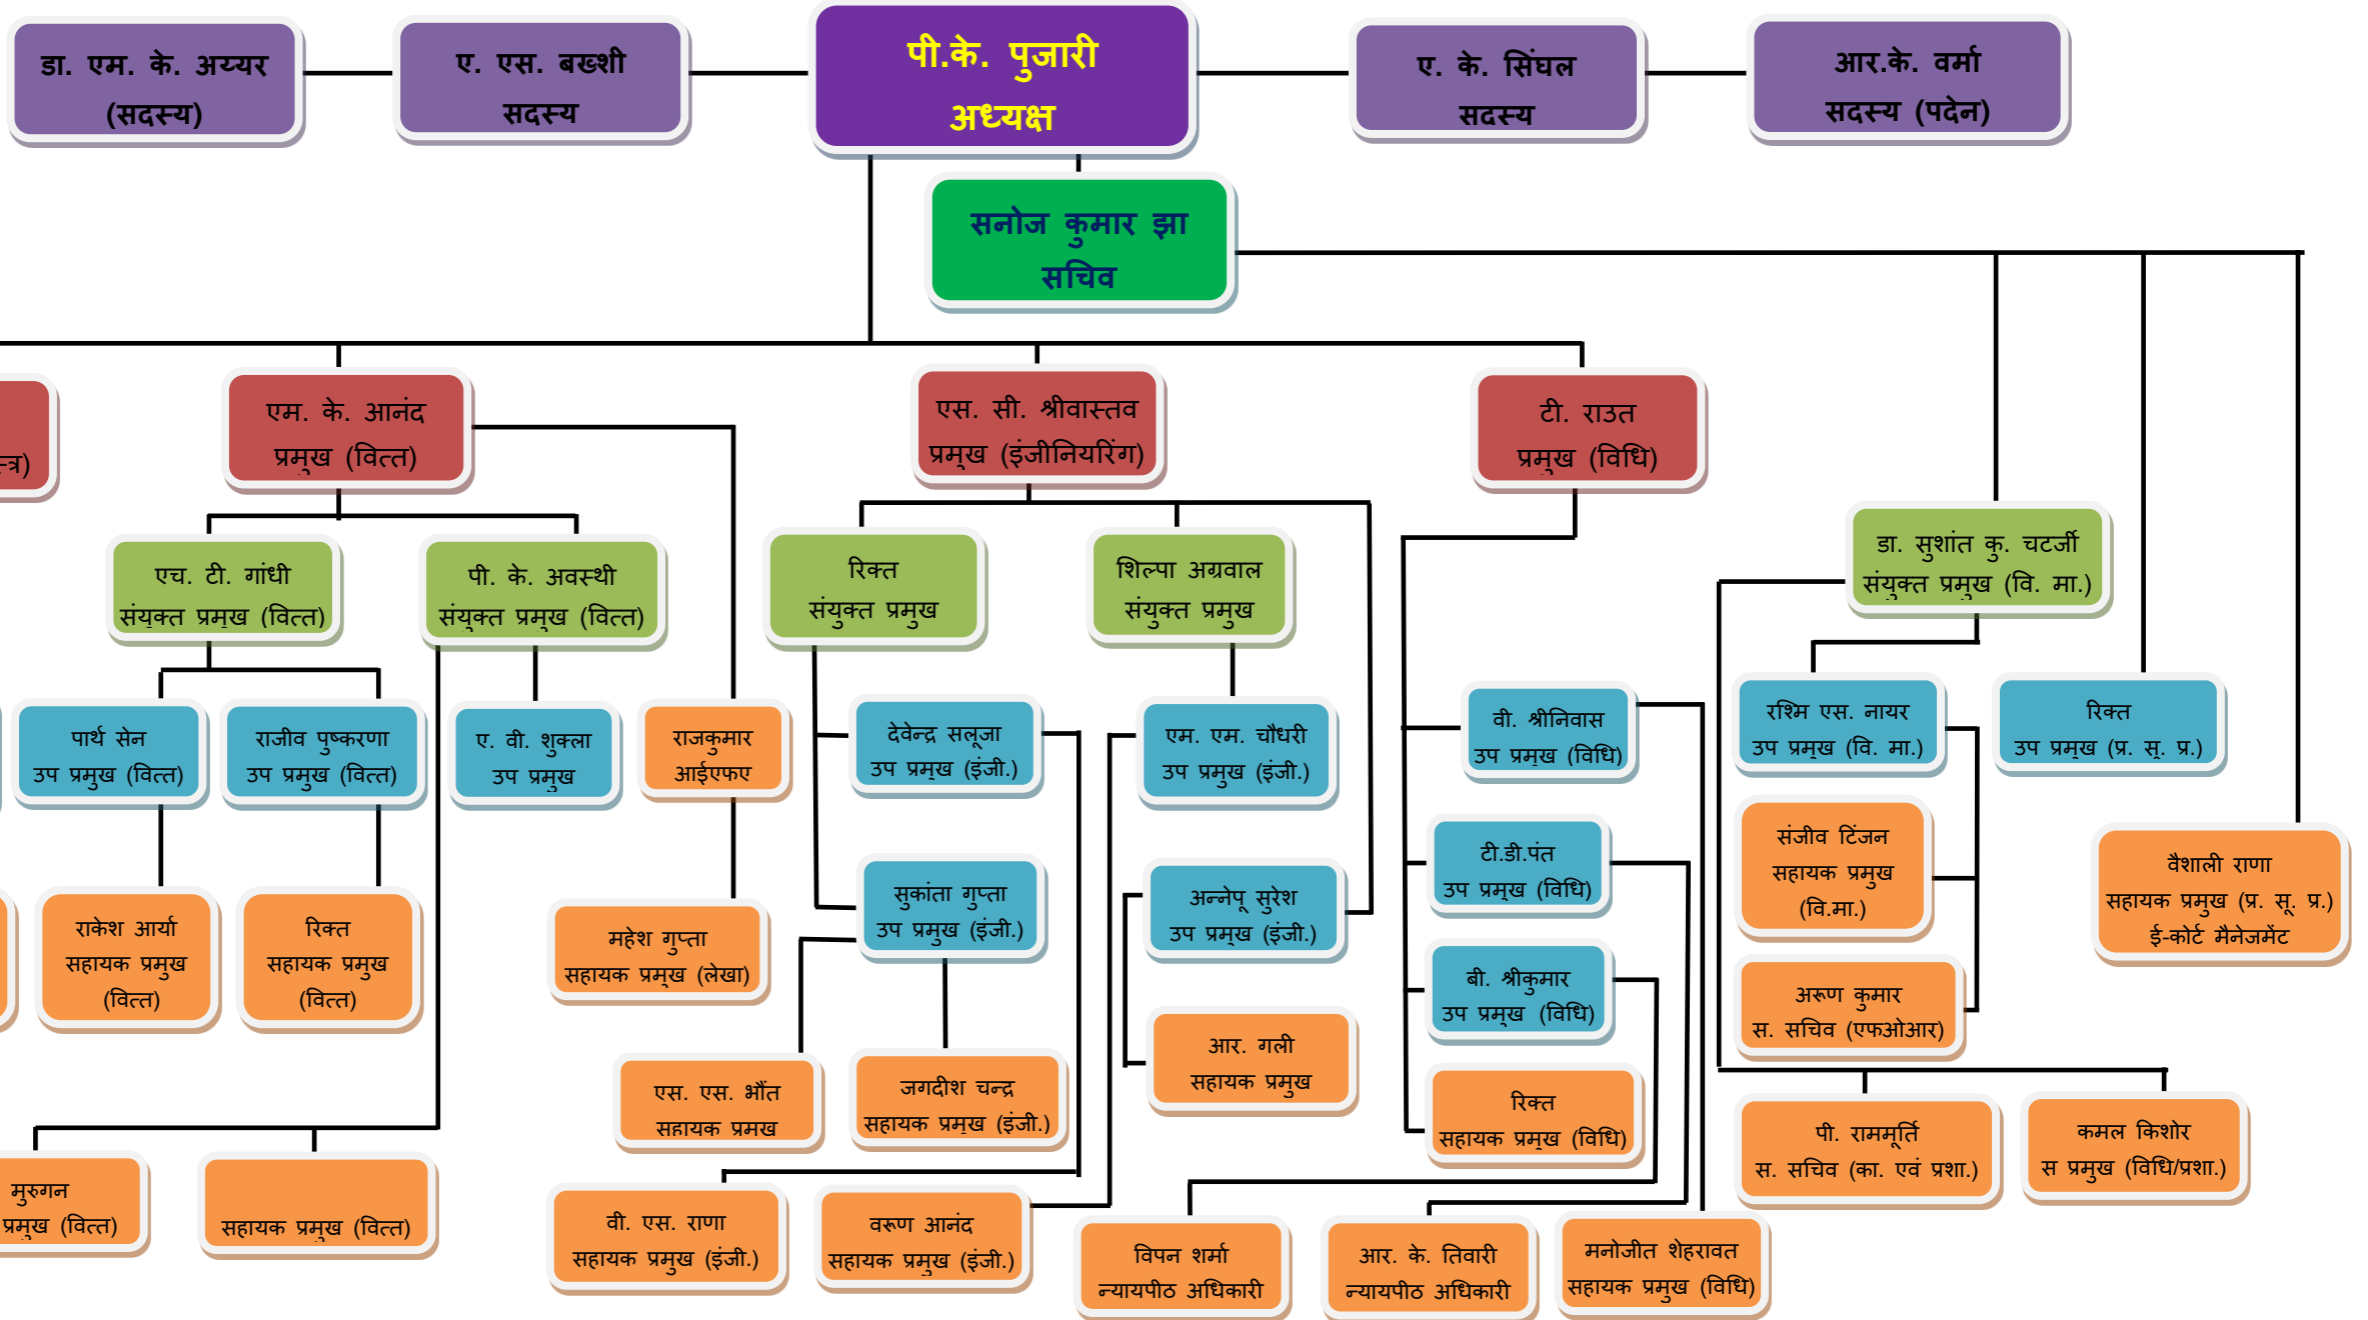 डा. एम. के. अय्यर
(सदस्य)
ए. एस. बख्शी
सदस्य
पी.के. पुजारी
अध्यक्ष
ए. के. सिंघल
सदस्य
आर.के. वर्मा
सदस्य (पदेन)
सनोज कुमार झा
सचिव
एम. के. आनंद
प्रमुख (वित्त)
एस. सी. श्रीवास्तव
प्रमुख (इंजीनियरिंग)
टी. राउत
प्रमुख (विधि)
एच. टी. गांधी
संयुक्त प्रमुख (वित्त)
पी. के. अवस्थी
संयुक्त प्रमुख (वित्त)
रिक्त
संयुक्त प्रमुख
शिल्पा अग्रवाल
संयुक्त प्रमुख
डा. सुशांत कु. चटर्जी
संयुक्त प्रमुख (वि. मा.)
पार्थ सेन
उप प्रमुख (वित्त)
राजीव पुष्करणा
उप प्रमुख (वित्त)
ए. वी. शुक्ला
उप प्रमुख
राजकुमार
आईएफए
देवेन्द्र सलूजा
उप प्रमुख (इंजी.)
एम. एम. चौधरी
उप प्रमुख (इंजी.)
वी. श्रीनिवास
उप प्रमुख (विधि)
रश्मि एस. नायर
उप प्रमुख (वि. मा.)
रिक्त
उप प्रमुख (प्र. सू. प्र.)
टी.डी.पंत
उप प्रमुख (विधि)
संजीव टिंजन
सहायक प्रमुख
(वि.मा.)
वैशाली राणा
सहायक प्रमुख (प्र. सू. प्र.)
ई-कोर्ट मैनेजमेंट
राकेश आर्या
सहायक प्रमुख
(वित्त)
रिक्त
सहायक प्रमुख
(वित्त)
महेश गुप्ता
सहायक प्रमुख (लेखा)
सुकांता गुप्ता
उप प्रमुख (इंजी.)
अन्नेपू सुरेश
उप प्रमुख (इंजी.)
बी. श्रीकुमार
उप प्रमुख (विधि)
अरूण कुमार
स. सचिव (एफओआर)
एस. एस. भौंत
सहायक प्रमुख
जगदीश चन्द्र
सहायक प्रमुख (इंजी.)
आर. गली
सहायक प्रमुख
रिक्त
सहायक प्रमुख (विधि)
पी. राममूर्ति
स. सचिव (का. एवं प्रशा.)
कमल किशोर
स प्रमुख (विधि/प्रशा.)
मुरुगन
प्रमुख (वित्त)
सहायक प्रमुख (वित्त)
वी. एस. राणा
सहायक प्रमुख (इंजी.)
वरूण आनंद
सहायक प्रमुख (इंजी.)
विपन शर्मा
न्यायपीठ अधिकारी
आर. के. तिवारी
न्यायपीठ अधिकारी
मनोजीत शेहरावत
सहायक प्रमुख (विधि)